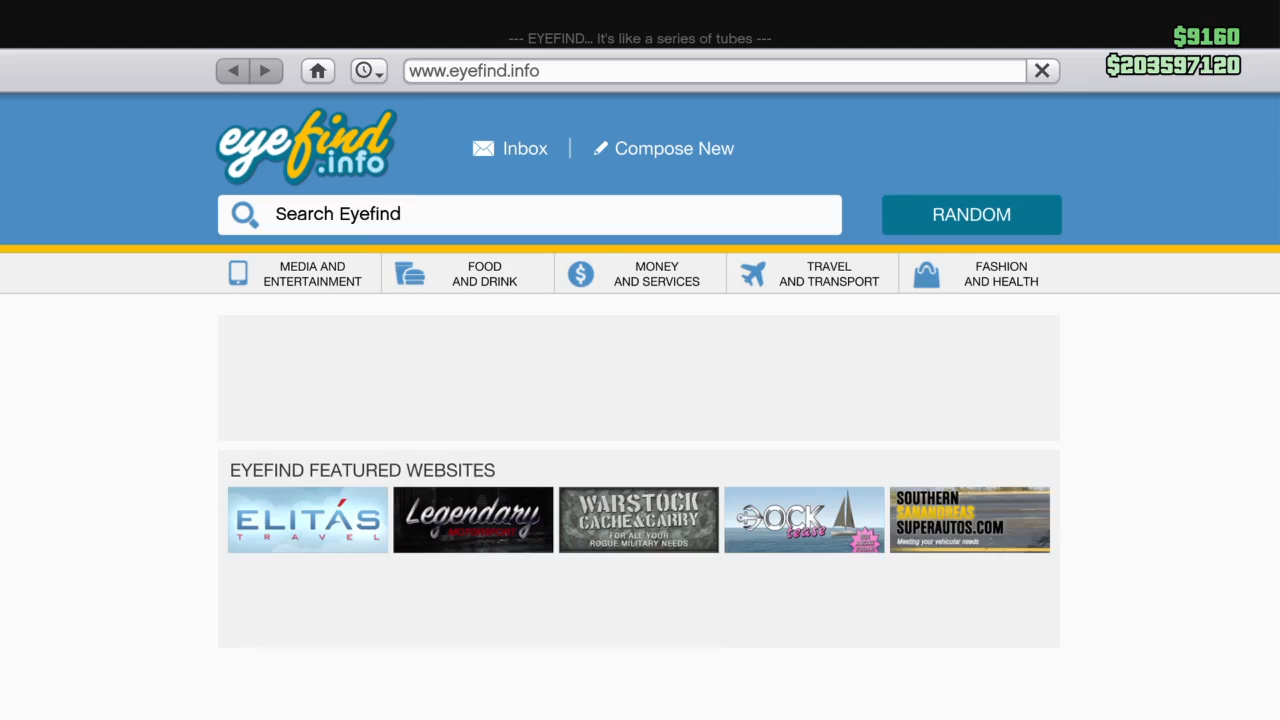 --- EYEFIND... It's like a series of tubes ---
$9160
$203597120
www.eyefind.info
eyefind
.info
Inbox
Compose New
Search Eyefind
RANDOM
MEDIA AND
ENTERTAINMENT
FOOD
AND DRINK
MONEY
AND SERVICES
TRAVEL
AND TRANSPORT
FASHION
AND HEALTH
EYEFIND FEATURED WEBSITES
ELITÁS
TRAVEL
Legendary
MOTORSPORT
WARSTOCK
CACHE&CARRY
FOR ALL YOUR
ROGUE MILITARY NEEDS
DOCK
tease
SOUTHERN
SANANDREAS
SUPERAUTOS.COM
Meeting your vehicular needs